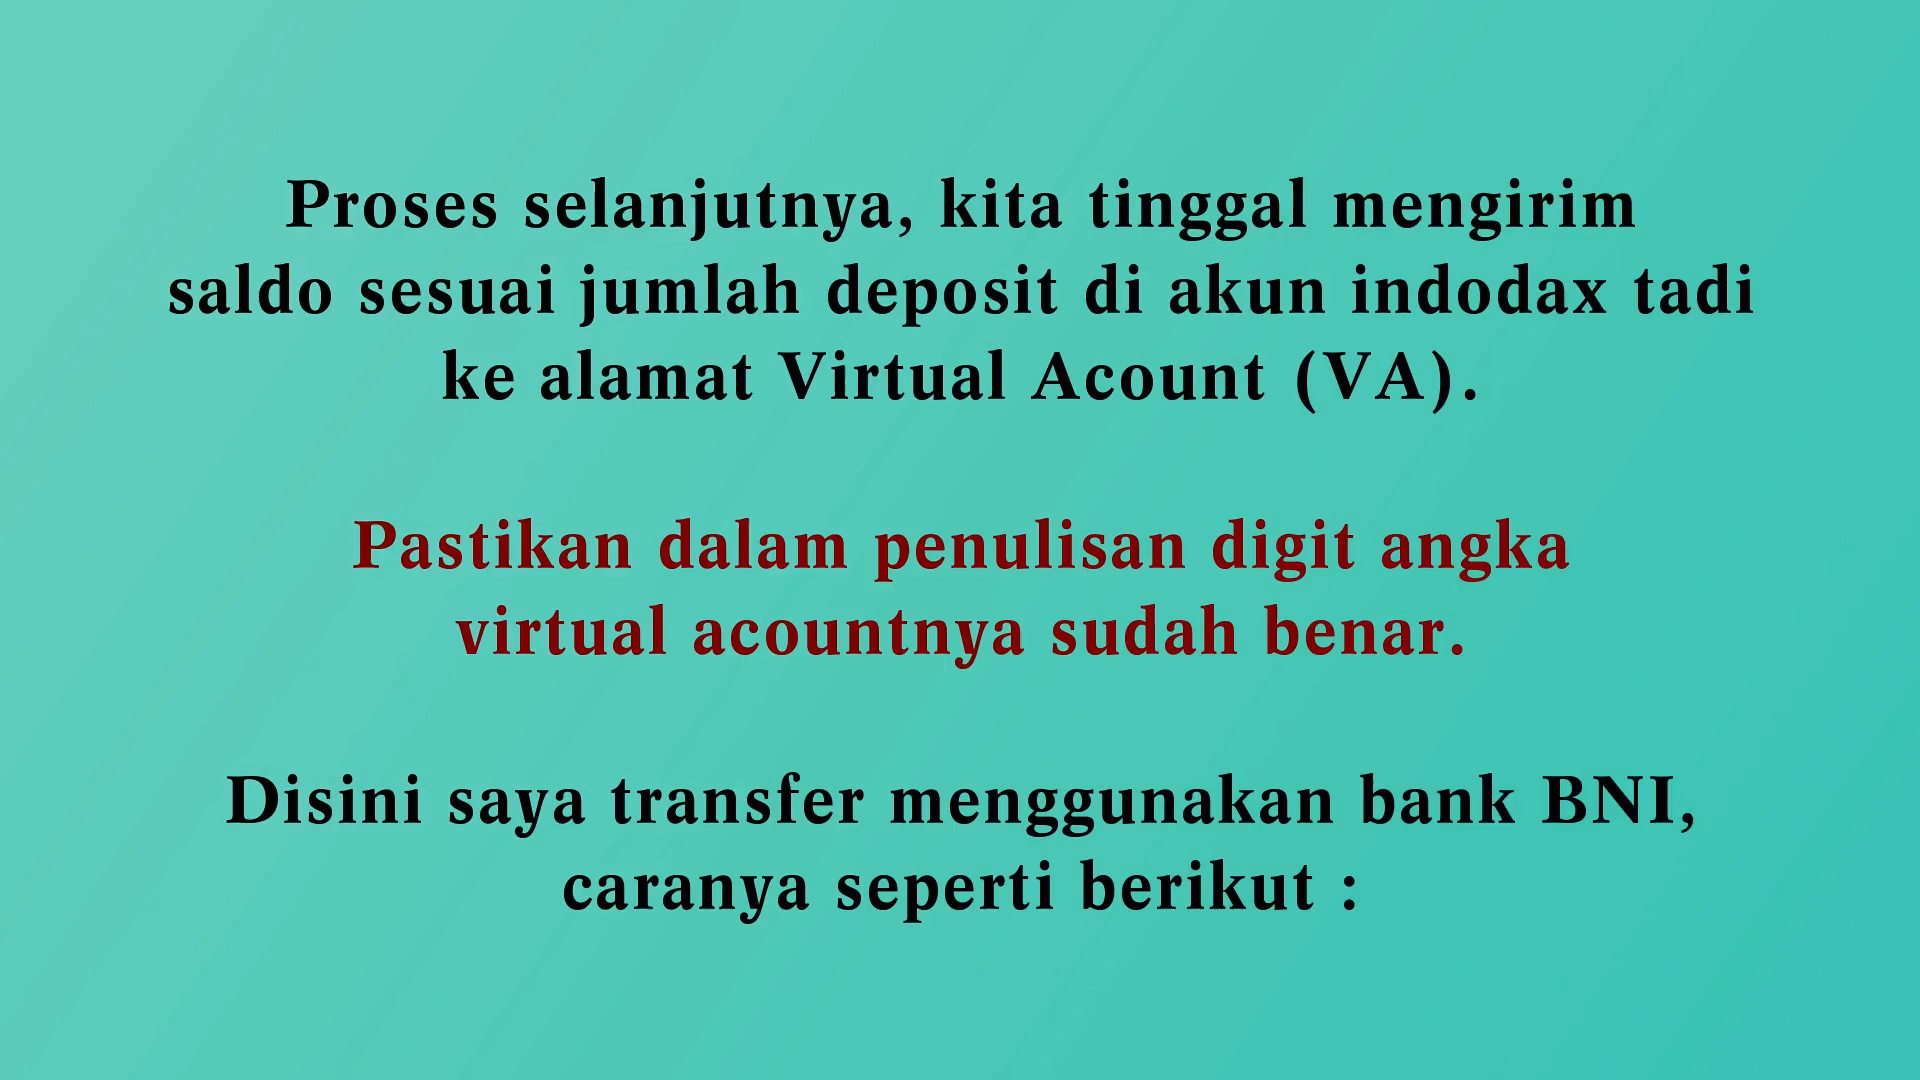 Proses selanjutnya, kita tinggal mengirim
saldo sesuai jumlah deposit di akun indodax tadi
ke alamat Virtual Acount (VA).
Pastikan dalam penulisan digit angka
virtual acountnya sudah benar.
Disini saya transfer menggunakan bank BNI,
caranya seperti berikut :